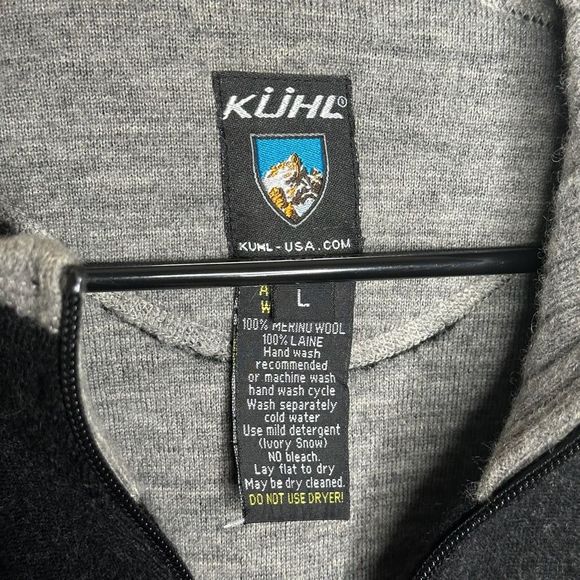 KÜHL®
KUHL-USA.COM
A L
W
100% MERINO WOOL
100% LAINE
Hand wash
recommended
or machine wash
hand wash cycle
Wash separately
cold water
Use mild detergent
(Ivory Snow)
NO bleach.
Lay flat to dry
May be dry cleaned.
DO NOT USE DRYER!